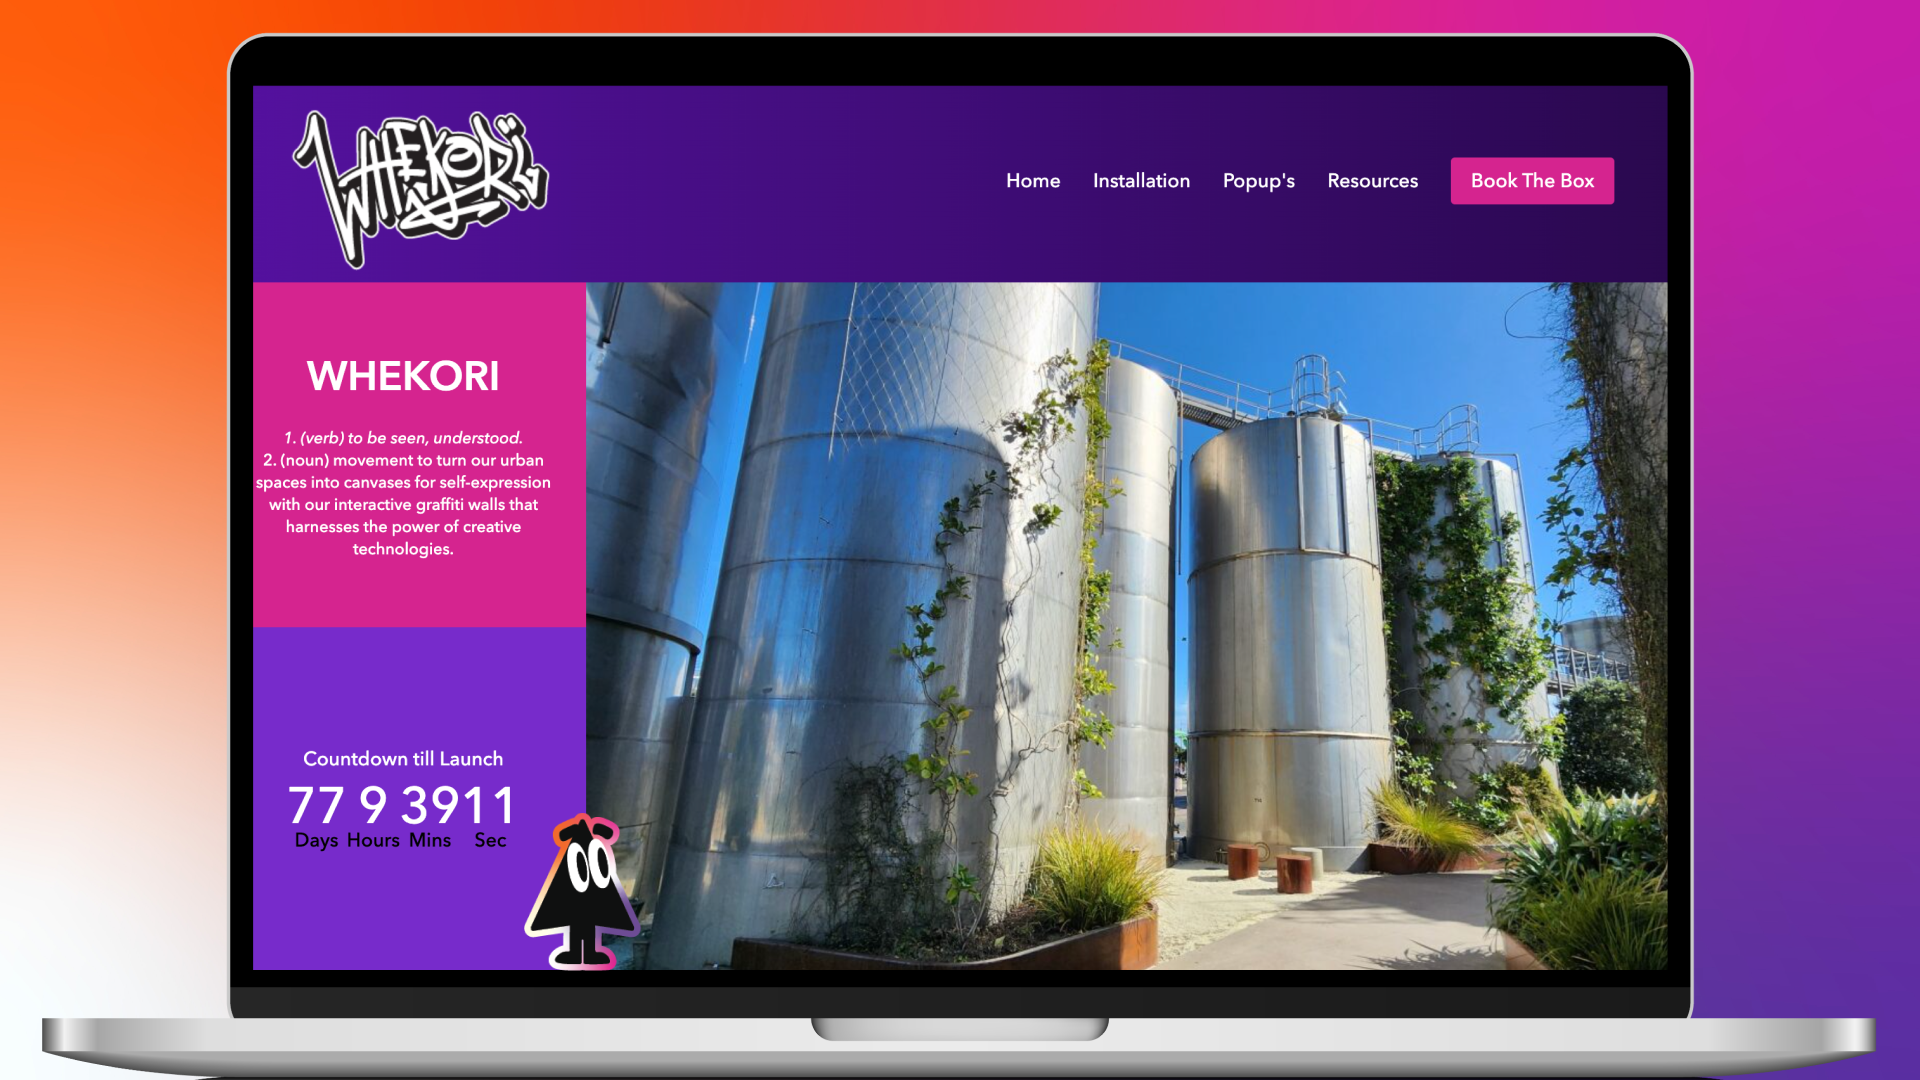 WHEKORI
Home Installation Popup's Resources Book The Box
WHEKORI
1. (verb) to be seen, understood.
2. (noun) movement to turn our urban
spaces into canvases for self-expression
with our interactive graffiti walls that
harnesses the power of creative
technologies.
Countdown till Launch
77 9 39 11
Days Hours Mins Sec